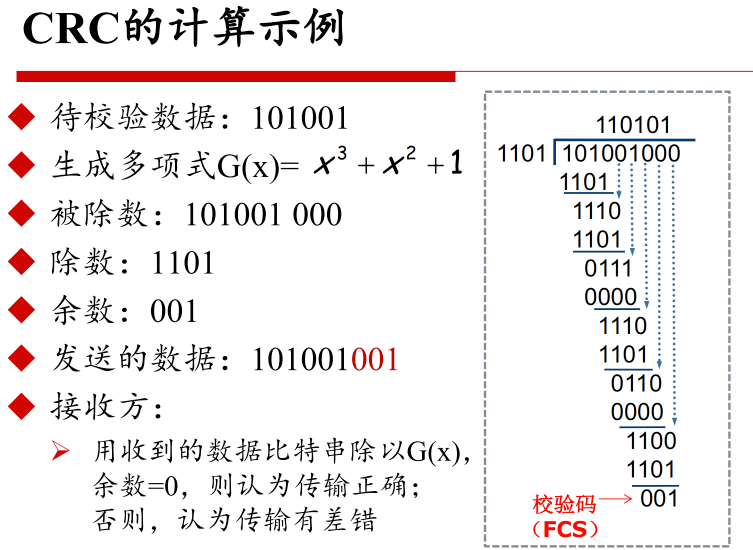 CRC的计算示例
待校验数据：101001
生成多项式G(x)= x³ + x² + 1
被除数：101001 000
除数：1101
余数：001
发送的数据：101001001
接收方：
用收到的数据比特串除以G(x)，
余数=0，则认为传输正确；
否则，认为传输有差错
110101
1101 101001000
1101
1110
1101
0111
0000
1110
1101
0110
0000
1100
1101
001
校验码
（FCS）